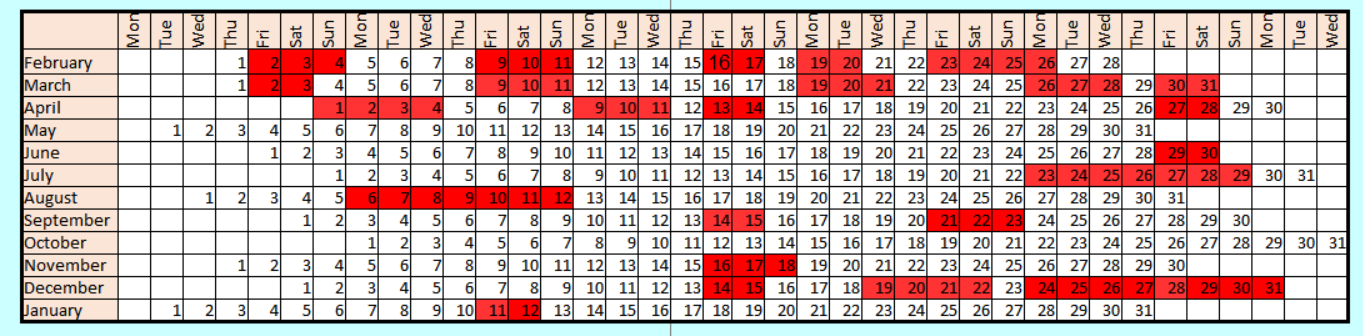 Mon Tue Wed Thu Fri Sat Sun Mon Tue Wed Thu Fri Sat Sun Mon Tue Wed Thu Fri Sat Sun Mon Tue Wed Thu Fri Sat Sun Mon Tue Wed Thu Fri Sat Sun Mon Tue Wed
February 1 2 3 4 5 6 7 8 9 10 11 12 13 14 15 16 17 18 19 20 21 22 23 24 25 26 27 28
March 1 2 3 4 5 6 7 8 9 10 11 12 13 14 15 16 17 18 19 20 21 22 23 24 25 26 27 28 29 30 31
April 1 2 3 4 5 6 7 8 9 10 11 12 13 14 15 16 17 18 19 20 21 22 23 24 25 26 27 28 29 30
May 1 2 3 4 5 6 7 8 9 10 11 12 13 14 15 16 17 18 19 20 21 22 23 24 25 26 27 28 29 30 31
June 1 2 3 4 5 6 7 8 9 10 11 12 13 14 15 16 17 18 19 20 21 22 23 24 25 26 27 28 29 30
July 1 2 3 4 5 6 7 8 9 10 11 12 13 14 15 16 17 18 19 20 21 22 23 24 25 26 27 28 29 30 31
August 1 2 3 4 5 6 7 8 9 10 11 12 13 14 15 16 17 18 19 20 21 22 23 24 25 26 27 28 29 30 31
September 1 2 3 4 5 6 7 8 9 10 11 12 13 14 15 16 17 18 19 20 21 22 23 24 25 26 27 28 29 30
October 1 2 3 4 5 6 7 8 9 10 11 12 13 14 15 16 17 18 19 20 21 22 23 24 25 26 27 28 29 30 31
November 1 2 3 4 5 6 7 8 9 10 11 12 13 14 15 16 17 18 19 20 21 22 23 24 25 26 27 28 29 30
December 1 2 3 4 5 6 7 8 9 10 11 12 13 14 15 16 17 18 19 20 21 22 23 24 25 26 27 28 29 30 31
January 1 2 3 4 5 6 7 8 9 10 11 12 13 14 15 16 17 18 19 20 21 22 23 24 25 26 27 28 29 30 31